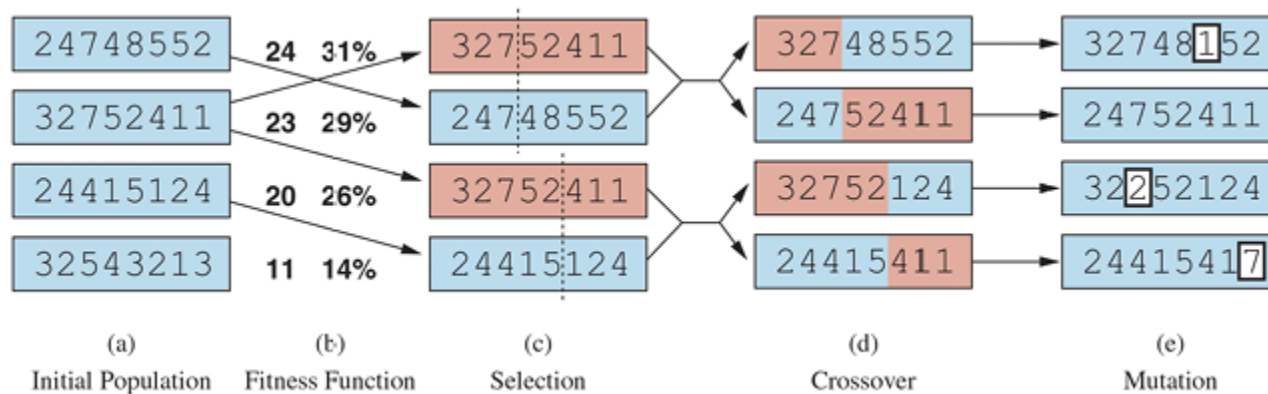 24748552 24 31% 32752411 32748552 32748152
32752411 23 29% 24748552 24752411 24752411
24415124 20 26% 32752411 32752124 32252124
32543213 11 14% 24415124 24415411 24415417
(a) (b) (c) (d) (e)
Initial Population Fitness Function Selection Crossover Mutation